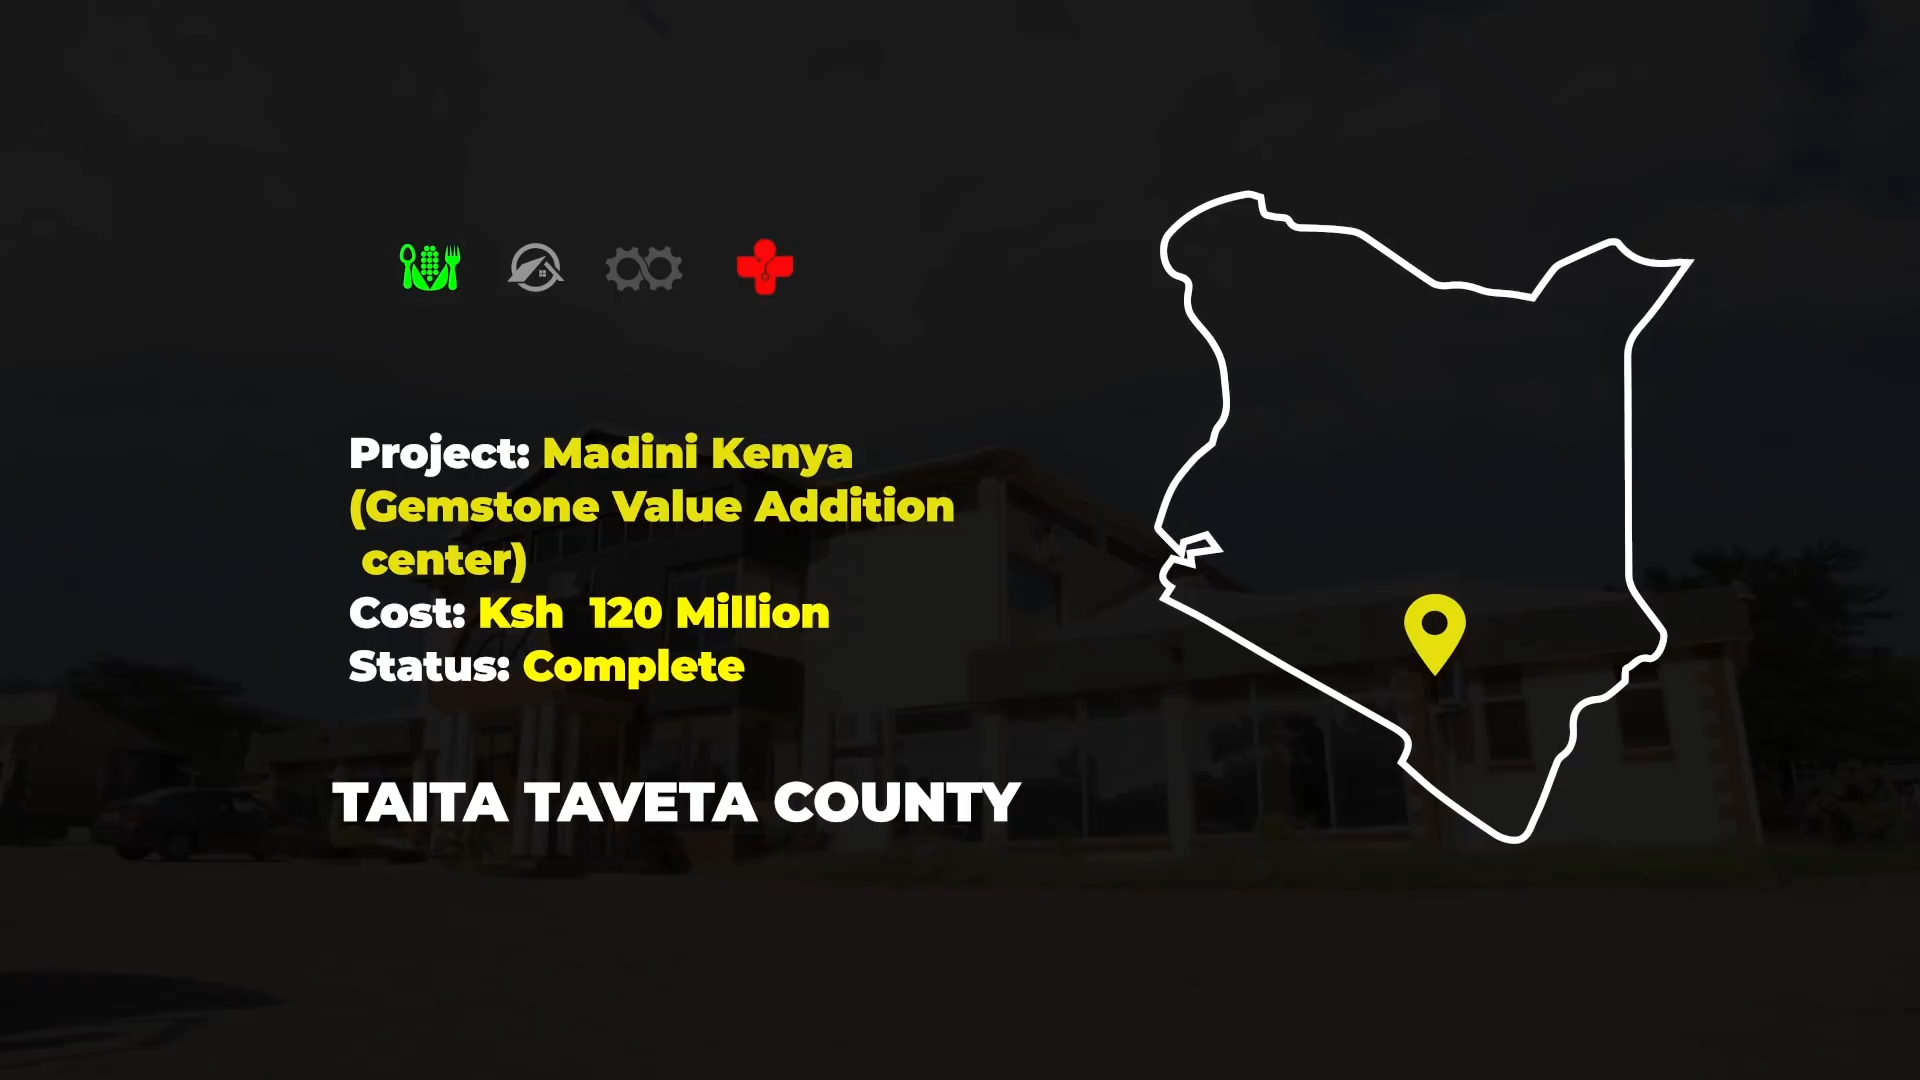 Project: Madini Kenya
(Gemstone Value Addition
center)
Cost: Ksh  120 Million
Status: Complete
TAITA TAVETA COUNTY